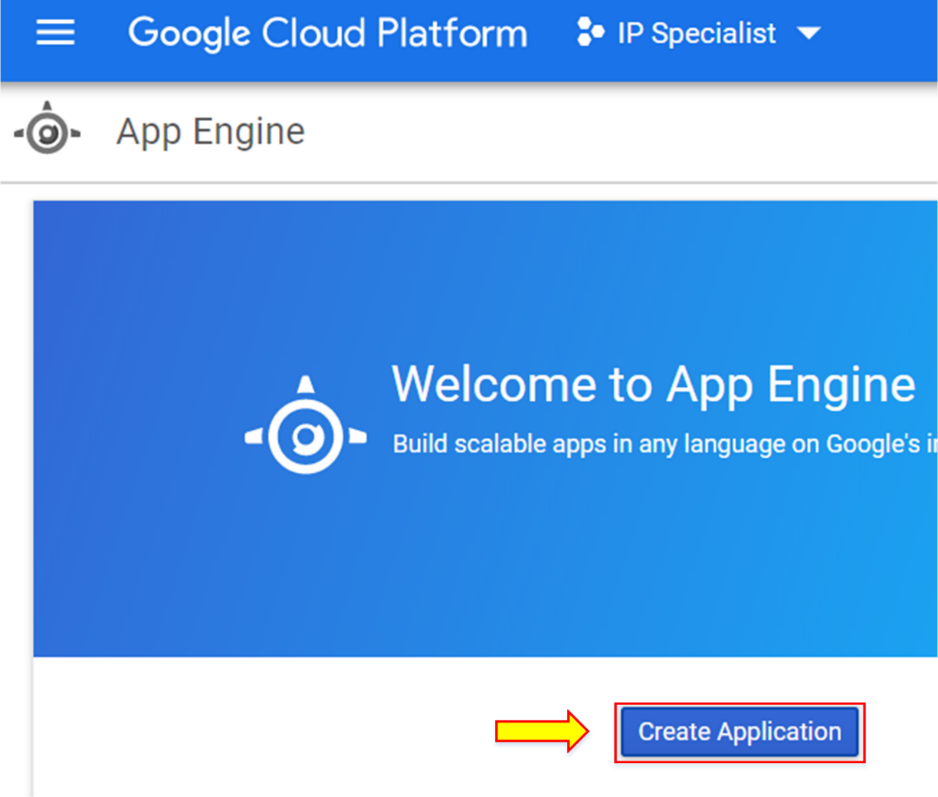 Google Cloud Platform IP Specialist
App Engine
Welcome to App Engine
Build scalable apps in any language on Google's
Create Application